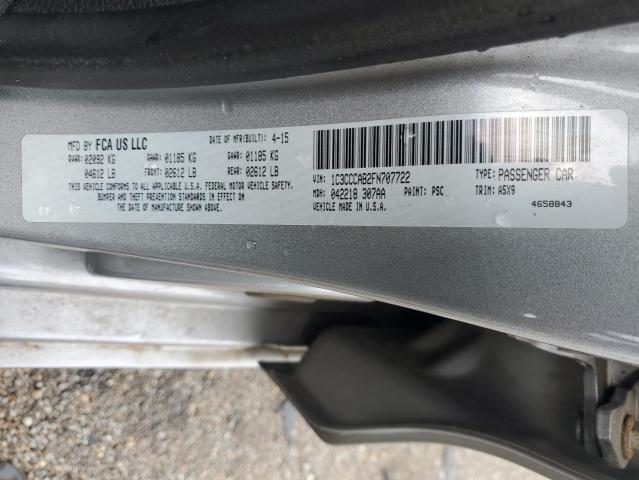 MFD BY FCA US LLC DATE OF MFR(BUILT): 4-15
GVWR: 02092 KG GAWR: 01185 KG GAWR: 01185 KG
04612 LB FRONT: 02612 LB REAR: 02612 LB
THIS VEHICLE CONFORMS TO ALL APPLICABLE U.S.A. FEDERAL MOTOR VEHICLE SAFETY,
BUMPER AND THEFT PREVENTION STANDARDS IN EFFECT ON
THE DATE OF MANUFACTURE SHOWN ABOVE.
VIN: 1C3CCCAB2FN707722 TYPE: PASSENGER CAR
MDH: 042218 307AA PAINT: PSC TRIM: A5X9
MADE IN U.S.A. 4658843